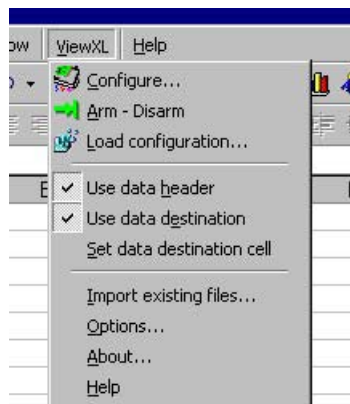 ow ViewXL Help
Configure...
Arm - Disarm
Load configuration...
Use data header
Use data destination
Set data destination cell
Import existing files...
Options...
About...
Help